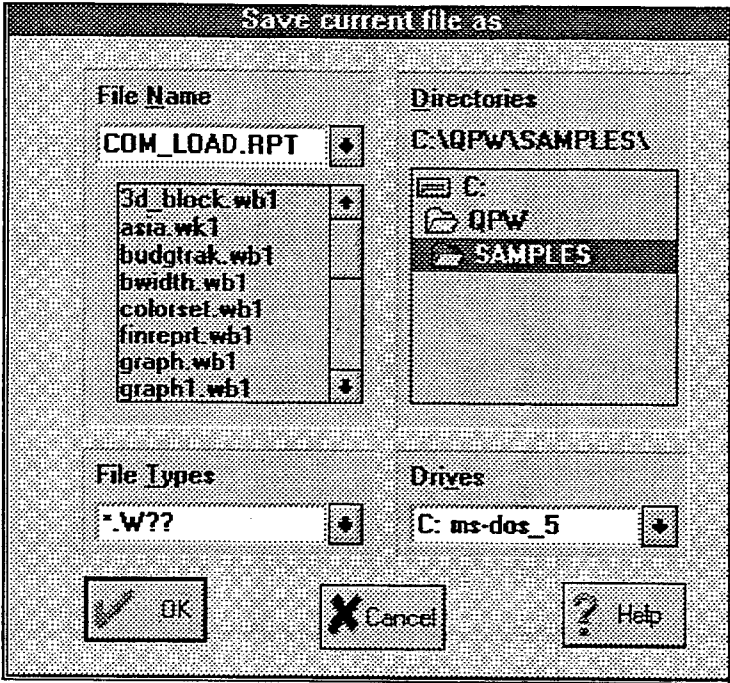 Save current file as
File Name
COM_LOAD.RPT
3d_block.wb1
asia.wk1
budgtrak.wb1
bwidth.wb1
colorset.wb1
finreprt.wb1
graph.wb1
graph1.wb1
Directories
C:\QPW\SAMPLES\
C:
QPW
SAMPLES
File Types
*.W??
Drives
C: ms-dos_5
OK
Cancel
? Help